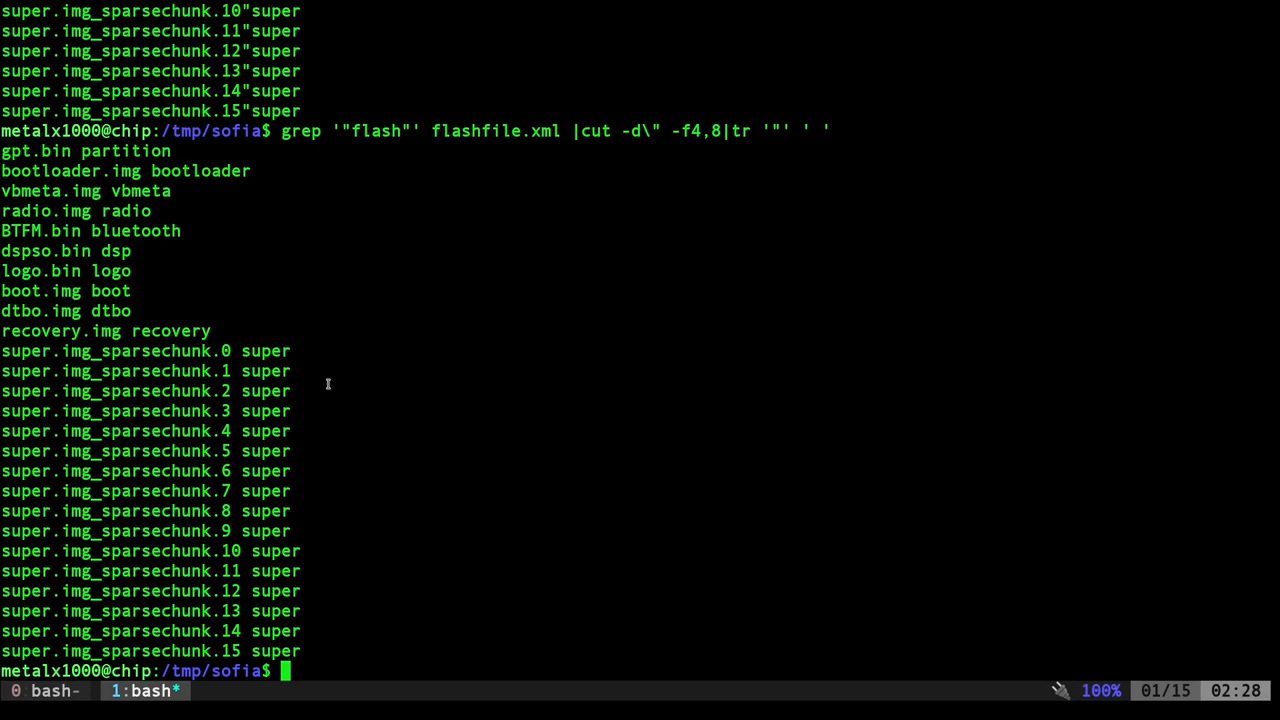 super.img_sparsechunk.10"super
super.img_sparsechunk.11"super
super.img_sparsechunk.12"super
super.img_sparsechunk.13"super
super.img_sparsechunk.14"super
super.img_sparsechunk.15"super
metalx1000@chip:/tmp/sofia$ grep '"flash"' flashfile.xml |cut -d\" -f4,8|tr '"' ' '
gpt.bin partition
bootloader.img bootloader
vbmeta.img vbmeta
radio.img radio
BTFM.bin bluetooth
dspso.bin dsp
logo.bin logo
boot.img boot
dtbo.img dtbo
recovery.img recovery
super.img_sparsechunk.0 super
super.img_sparsechunk.1 super
super.img_sparsechunk.2 super
super.img_sparsechunk.3 super
super.img_sparsechunk.4 super
super.img_sparsechunk.5 super
super.img_sparsechunk.6 super
super.img_sparsechunk.7 super
super.img_sparsechunk.8 super
super.img_sparsechunk.9 super
super.img_sparsechunk.10 super
super.img_sparsechunk.11 super
super.img_sparsechunk.12 super
super.img_sparsechunk.13 super
super.img_sparsechunk.14 super
super.img_sparsechunk.15 super
metalx1000@chip:/tmp/sofia$
0 bash- 1:bash* 100% 01/15 02:28